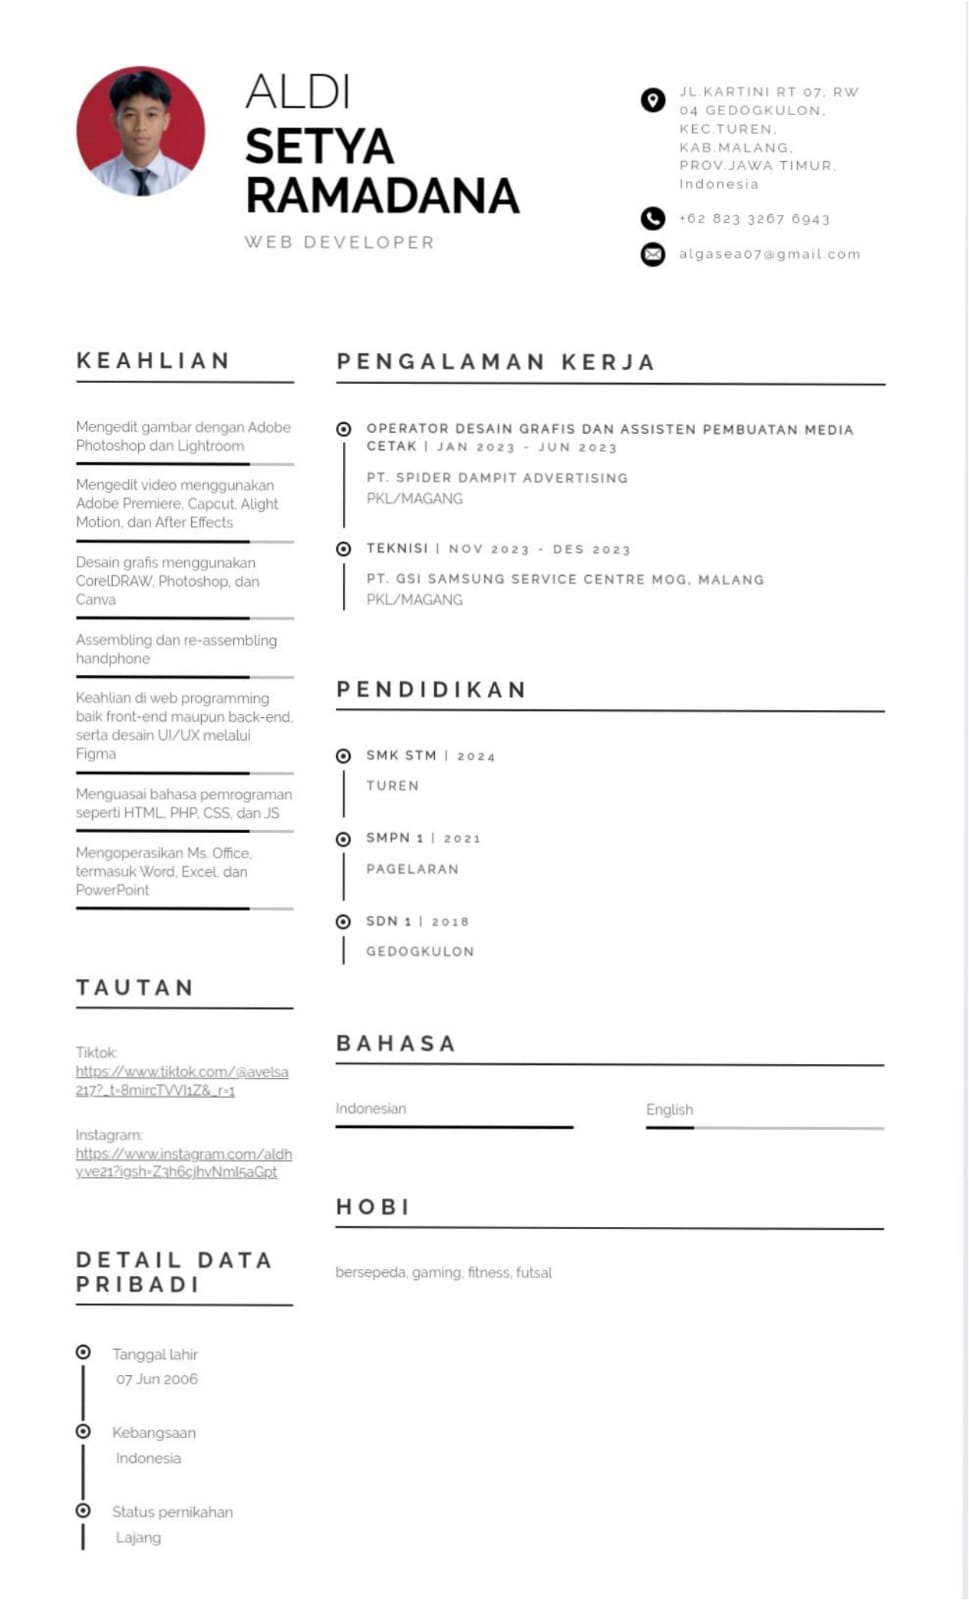 ALDI
SETYA
RAMADANA
WEB DEVELOPER
JL.KARTINI RT 07, RW
04 GEDOGKULON,
KEC.TUREN,
KAB.MALANG,
PROV.JAWA TIMUR,
Indonesia
+62 823 3267 6943
algasea07@gmail.com
KEAHLIAN
Mengedit gambar dengan Adobe
Photoshop dan Lightroom
Mengedit video menggunakan
Adobe Premiere, Capcut, Alight
Motion, dan After Effects
Desain grafis menggunakan
CorelDRAW, Photoshop, dan
Canva
Assembling dan re-assembling
handphone
Keahlian di web programming
baik front-end maupun back-end,
serta desain UI/UX melalui
Figma
Menguasai bahasa pemrograman
seperti HTML, PHP, CSS, dan JS
Mengoperasikan Ms. Office,
termasuk Word, Excel, dan
PowerPoint
TAUTAN
Tiktok:
https://www.tiktok.com/@avelsa
217?_t=8mircTVVI1Z&_r=1
Instagram:
https://www.instagram.com/aldh
y.ve21?igsh=Z3h6cjhvNmI5aGpt
DETAIL DATA
PRIBADI
Tanggal lahir
07 Jun 2006
Kebangsaan
Indonesia
Status pernikahan
Lajang
PENGALAMAN KERJA
OPERATOR DESAIN GRAFIS DAN ASSISTEN PEMBUATAN MEDIA
CETAK | JAN 2023 - JUN 2023
PT. SPIDER DAMPIT ADVERTISING
PKL/MAGANG
TEKNISI | NOV 2023 - DES 2023
PT. GSI SAMSUNG SERVICE CENTRE MOG, MALANG
PKL/MAGANG
PENDIDIKAN
SMK STM | 2024
TUREN
SMPN 1 | 2021
PAGELARAN
SDN 1 | 2018
GEDOGKULON
BAHASA
Indonesian
English
HOBI
bersepeda, gaming, fitness, futsal